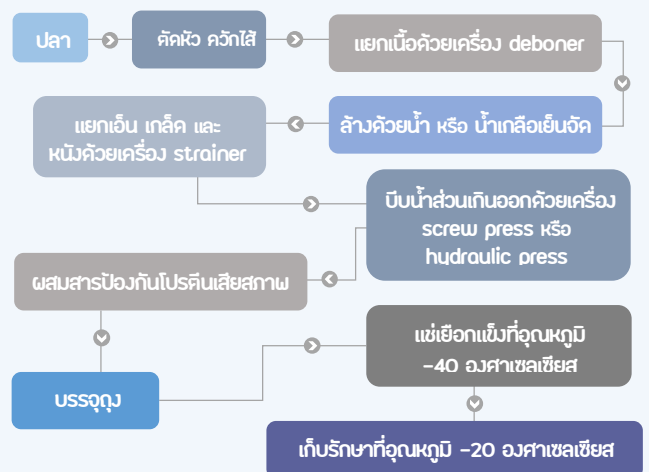 ปลา
ตัดหัว ควักไส้
แยกเนื้อด้วยเครื่อง deboner
ล้างด้วยน้ำ หรือ น้ำเกลือเย็นจัด
แยกเอ็น เกล็ด และ
หนังด้วยเครื่อง strainer
บีบน้ำส่วนเกินออกด้วยเครื่อง
screw press หรือ
hydraulic press
ผสมสารป้องกันโปรตีนเสียสภาพ
บรรจุถุง
แช่เยือกแข็งที่อุณหภูมิ
-40 องศาเซลเซียส
เก็บรักษาที่อุณหภูมิ -20 องศาเซลเซียส